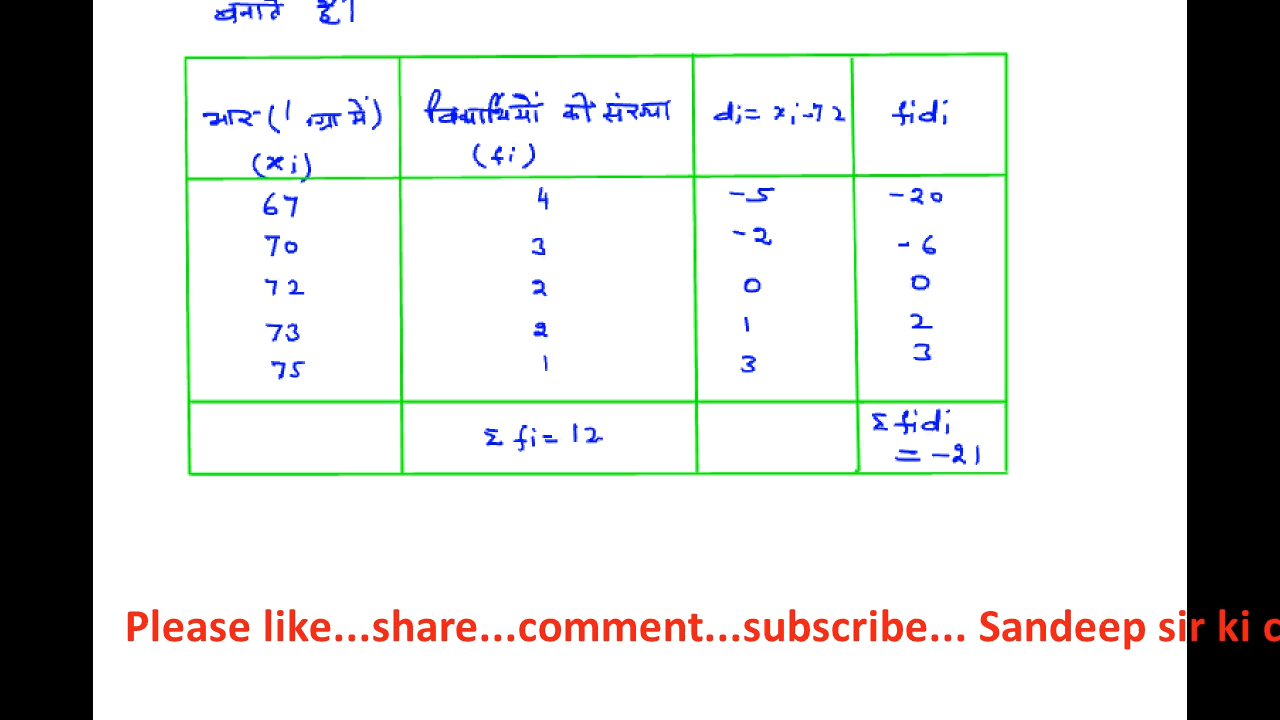 बनाते हैं।
भार (ग्रा में) विद्यार्थियों की संख्या di = xi - 72 fidi
(xi) (fi)
67 4 -5 -20
70 3 -2 -6
72 2 0 0
73 2 1 2
75 1 3 3
Σ fi = 12 Σ fidi
= -21
Please like...share...comment...subscribe... Sandeep sir ki c